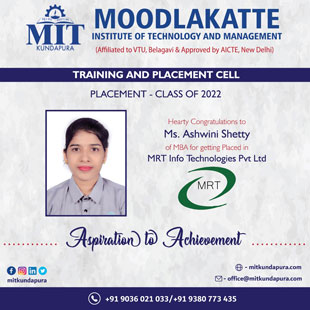 MIT
KUNDAPURA
MOODLAKATTE
INSTITUTE OF TECHNOLOGY AND MANAGEMENT
(Affiliated to VTU, Belagavi & Approved by AICTE, New Delhi)
TRAINING AND PLACEMENT CELL
PLACEMENT - CLASS OF 2022
Hearty Congratulations to
Ms. Ashwini Shetty
of MBA for getting Placed in
MRT Info Technologies Pvt Ltd
MRT
Aspiration to Achievement
mitkundapura
- mitkundapura.com
- office@mitkundapura.com
+91 9036 021 033/+91 9380 773 435